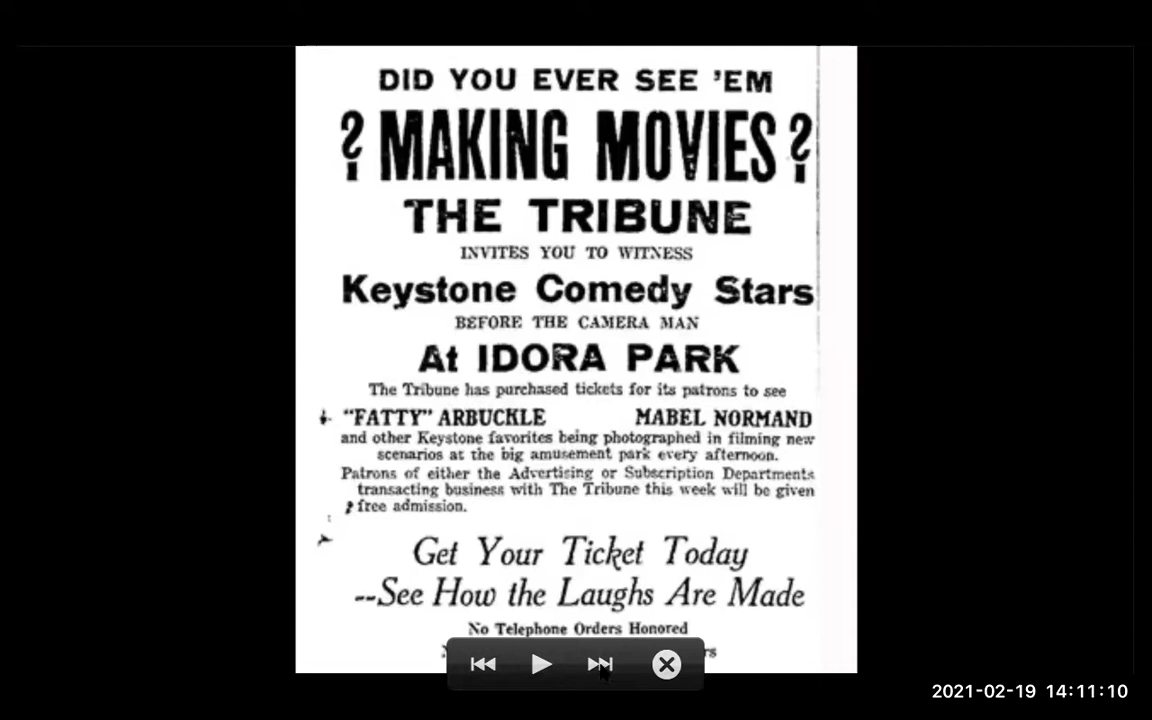 DID YOU EVER SEE 'EM
? MAKING MOVIES ?
THE TRIBUNE
INVITES YOU TO WITNESS
Keystone Comedy Stars
BEFORE THE CAMERA MAN
At IDORA PARK
The Tribune has purchased tickets for its patrons to see
"FATTY" ARBUCKLE MABEL NORMAND
and other Keystone favorites being photographed in filming new
scenarios at the big amusement park every afternoon.
Patrons of either the Advertising or Subscription Departments
transacting business with The Tribune this week will be given
free admission.
Get Your Ticket Today
--See How the Laughs Are Made
No Telephone Orders Honored
2021-02-19 14:11:10